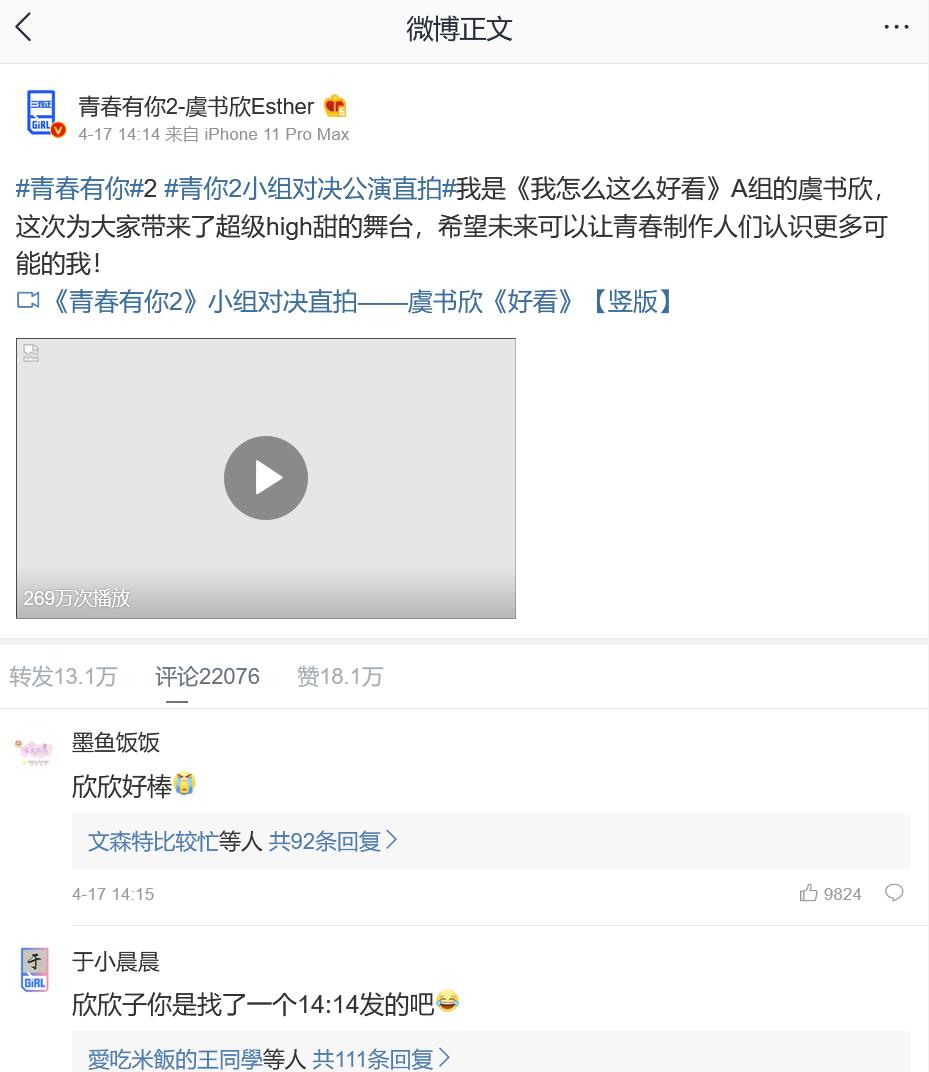 微博正文
三观正
GiRL
青春有你2-虞书欣Esther
4-17 14:14 来自 iPhone 11 Pro Max
#青春有你#2 #青你2小组对决公演直拍#我是《我怎么这么好看》A组的虞书欣，
这次为大家带来了超级high甜的舞台，希望未来可以让青春制作人们认识更多可
能的我！
《青春有你2》小组对决直拍——虞书欣《好看》【竖版】
269万次播放
转发13.1万 评论22076 赞18.1万
墨鱼饭饭
欣欣好棒😭
文森特比较忙等人 共92条回复
4-17 14:15 9824
于小晨晨
于
GiRL
欣欣子你是找了一个14:14发的吧😂
愛吃米飯的王同學等人 共111条回复